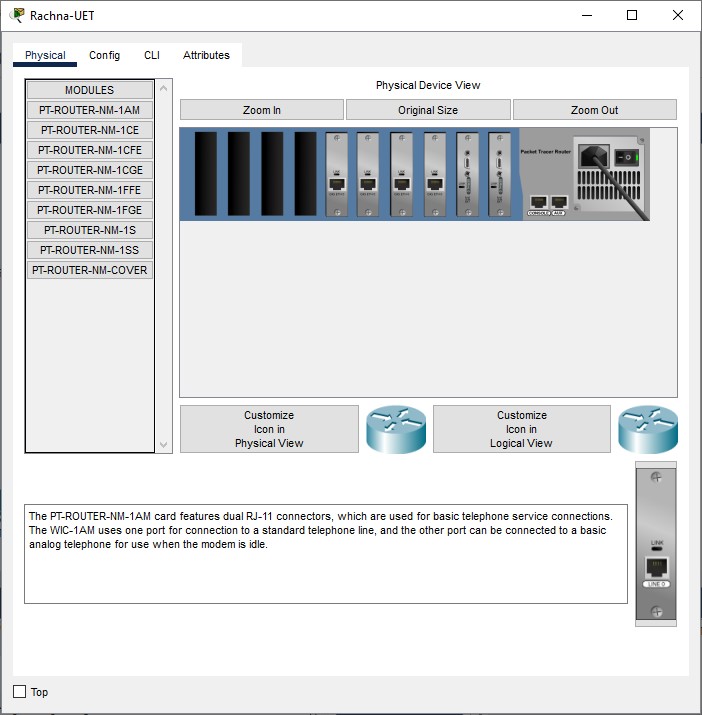 Rachna-UET
Physical
Config
CLI
Attributes
MODULES
PT-ROUTER-NM-1AM
PT-ROUTER-NM-1CE
PT-ROUTER-NM-1CFE
PT-ROUTER-NM-1CGE
PT-ROUTER-NM-1FFE
PT-ROUTER-NM-1FGE
PT-ROUTER-NM-1S
PT-ROUTER-NM-1SS
PT-ROUTER-NM-COVER
Physical Device View
Zoom In
Original Size
Zoom Out
Packet Tracer Router
CONSOLE
AUX
Customize
Icon in
Physical View
Customize
Icon in
Logical View
The PT-ROUTER-NM-1AM card features dual RJ-11 connectors, which are used for basic telephone service connections.
The WIC-1AM uses one port for connection to a standard telephone line, and the other port can be connected to a basic
analog telephone for use when the modem is idle.
LINK
LINE 0
Top